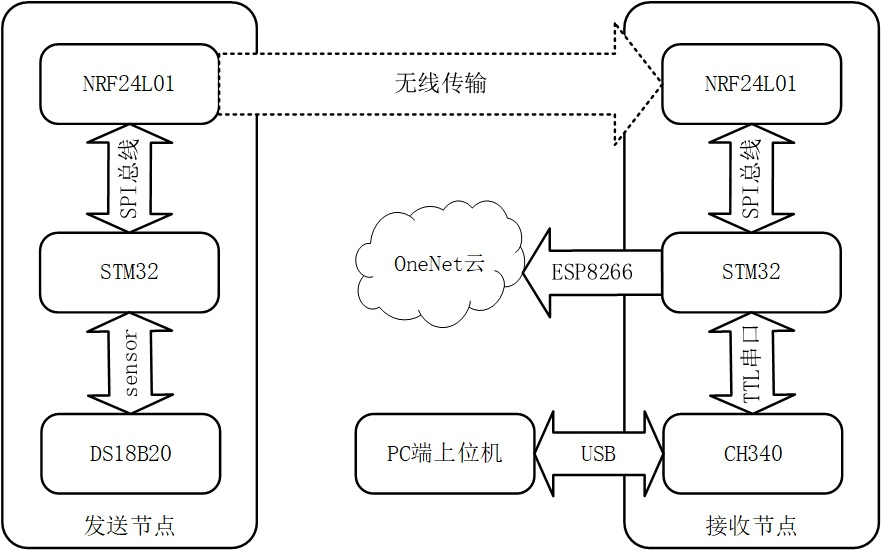 NRF24L01
无线传输
NRF24L01
SPI总线
SPI总线
STM32
OneNet云
ESP8266
STM32
sensor
TTL串口
DS18B20
PC端上位机
USB
CH340
发送节点
接收节点